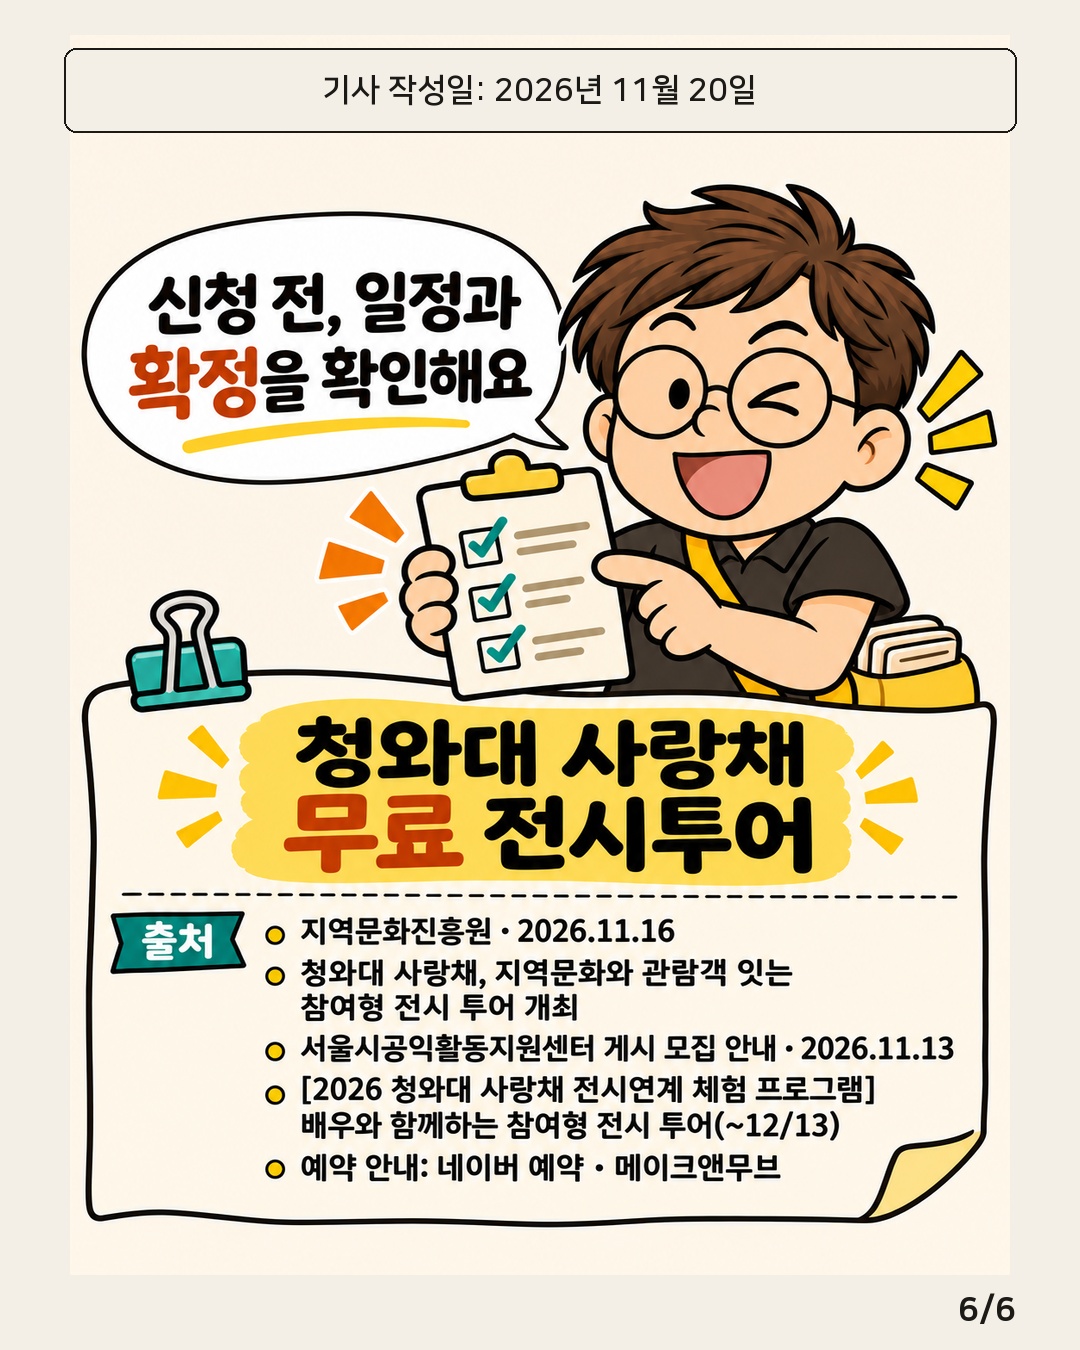 기사 작성일: 2026년 11월 20일
신청 전, 일정과
확정을 확인해요
청와대 사랑채
무료 전시투어
출처
지역문화진흥원 · 2026.11.16
청와대 사랑채, 지역문화와 관람객 잇는
참여형 전시 투어 개최
서울시공익활동지원센터 게시 모집 안내 · 2026.11.13
[2026 청와대 사랑채 전시연계 체험 프로그램]
배우와 함께하는 참여형 전시 투어(~12/13)
예약 안내: 네이버 예약 · 메이크앤무브
6/6